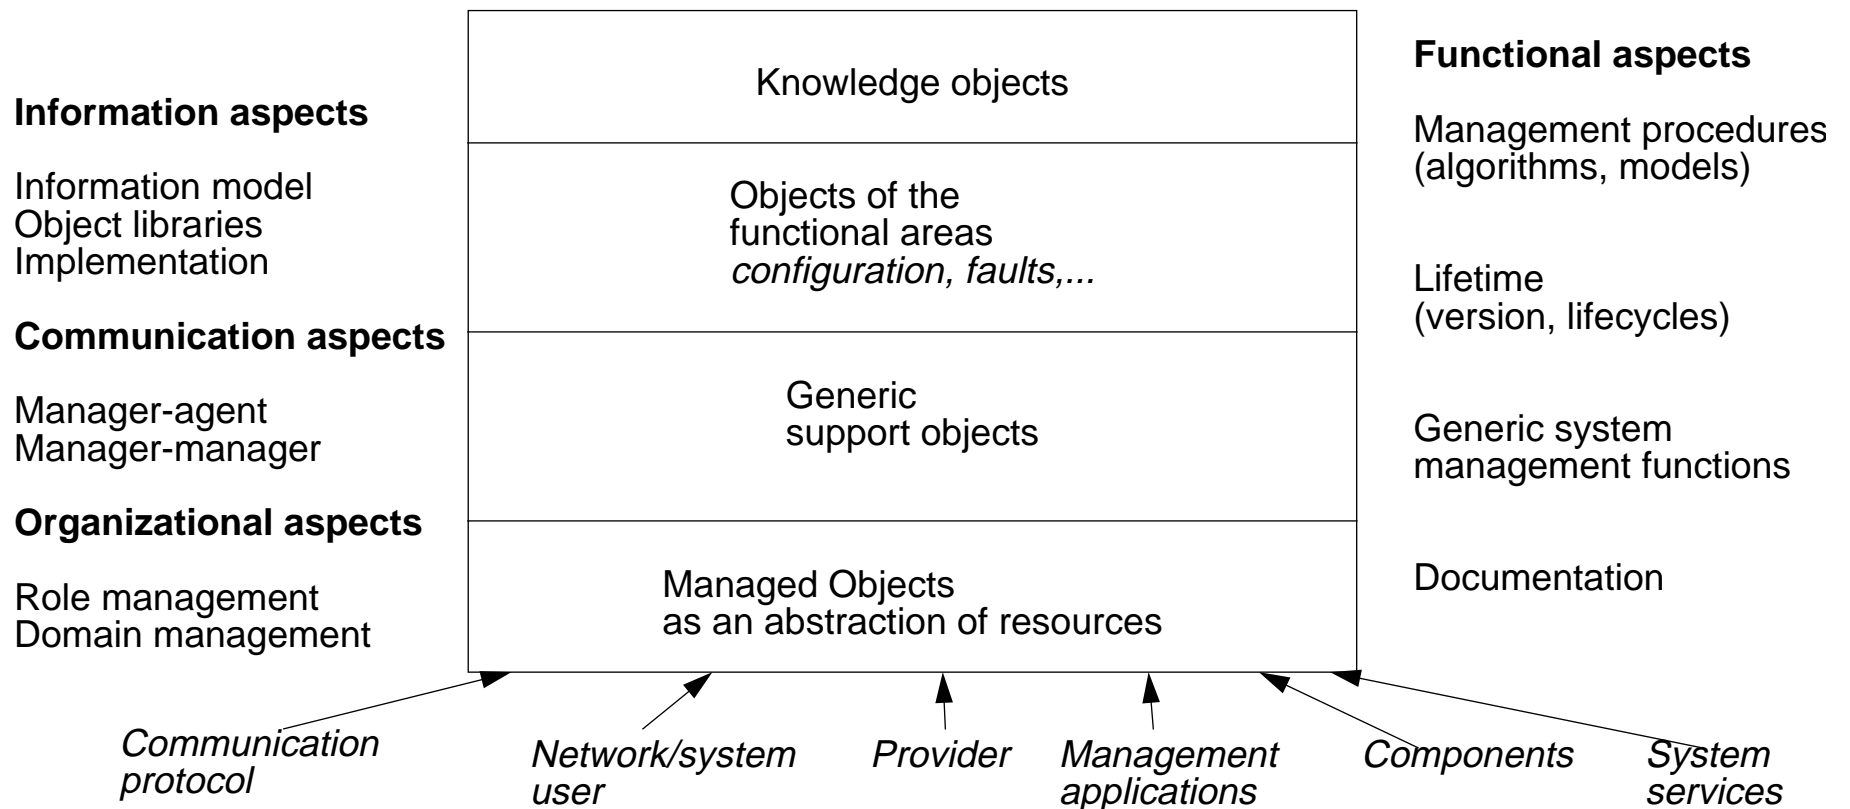 Information aspects
Information model
Object libraries
Implementation
Communication aspects
Manager-agent
Manager-manager
Organizational aspects
Role management
Domain management
Knowledge objects
Objects of the
functional areas
configuration, faults,...
Generic
support objects
Managed Objects
as an abstraction of resources
Functional aspects
Management procedures
(algorithms, models)
Lifetime
(version, lifecycles)
Generic system
management functions
Documentation
Communication
protocol
Network/system
user
Provider
Management
applications
Components
System
services